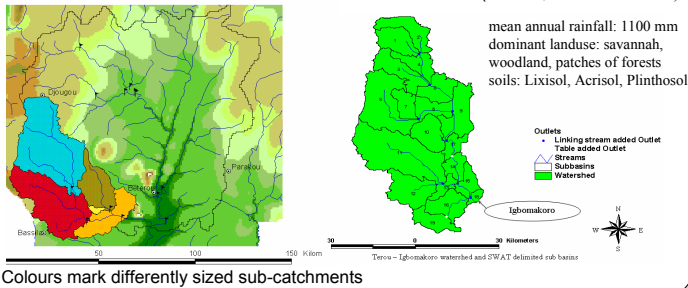 Djougou
Parakou
Béterou
Bassila
50
100
150 Kilom
Colours mark differently sized sub-catchments
mean annual rainfall: 1100 mm
dominant landuse: savannah,
woodland, patches of forests
soils: Lixisol, Acrisol, Plinthosol
Outlets
Linking stream added Outlet
Table added Outlet
Streams
Subbasins
Watershed
Igbomakoro
N
W
E
S
30
0
30 Kilometers
Terou – Igbomakoro watershed and SWAT delimited sub basins